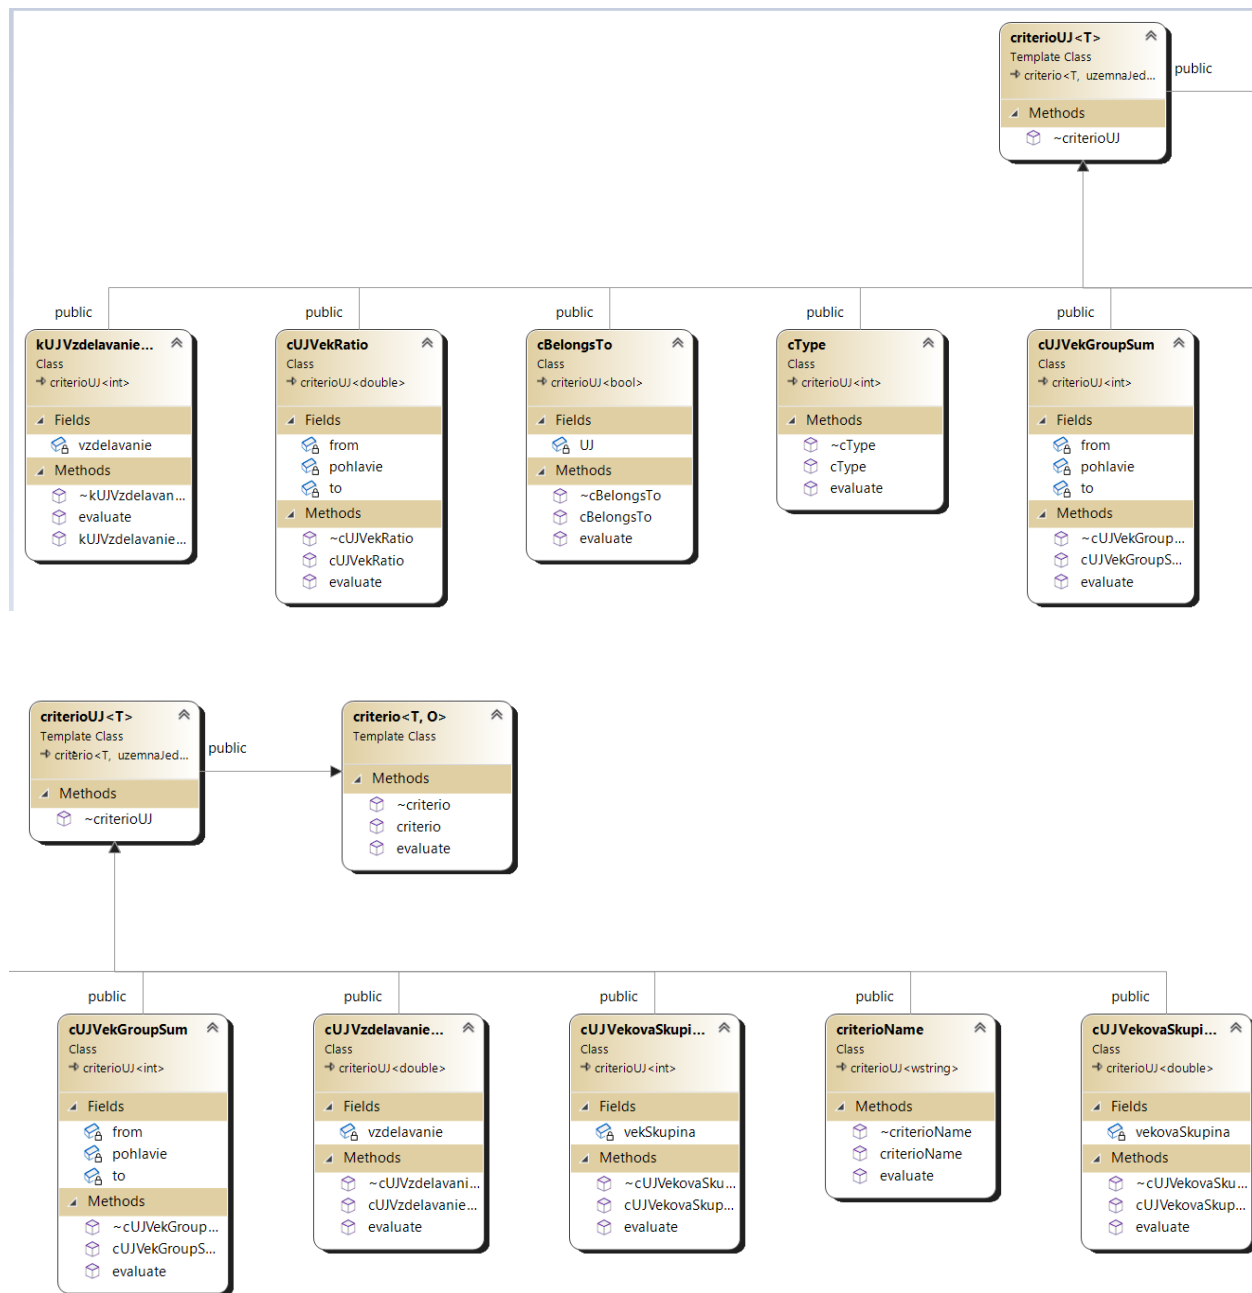 criterioUJ<T>
Template Class
criterio<T, uzemnaJed...
Methods
~criterioUJ
public
public
public
public
public
public
kUJVzdelavanie...
Class
criterioUJ<int>
Fields
vzdelavanie
Methods
~kUJVzdelavan...
evaluate
kUJVzdelavanie...
cUJVekRatio
Class
criterioUJ<double>
Fields
from
pohlavie
to
Methods
~cUJVekRatio
cUJVekRatio
evaluate
cBelongsTo
Class
criterioUJ<bool>
Fields
UJ
Methods
~cBelongsTo
cBelongsTo
evaluate
cType
Class
criterioUJ<int>
Methods
~cType
cType
evaluate
cUJVekGroupSum
Class
criterioUJ<int>
Fields
from
pohlavie
to
Methods
~cUJVekGroup...
cUJVekGroupS...
evaluate
criterioUJ<T>
Template Class
criterio<T, uzemnaJed...
Methods
~criterioUJ
public
criterio<T, O>
Template Class
Methods
~criterio
criterio
evaluate
public
public
public
public
public
cUJVekGroupSum
Class
criterioUJ<int>
Fields
from
pohlavie
to
Methods
~cUJVekGroup...
cUJVekGroupS...
evaluate
cUJVzdelavanie...
Class
criterioUJ<double>
Fields
vzdelavanie
Methods
~cUJVzdelavani...
cUJVzdelavanie...
evaluate
cUJVekovaSkupi...
Class
criterioUJ<int>
Fields
vekSkupina
Methods
~cUJVekovaSku...
cUJVekovaSkup...
evaluate
criterioName
Class
criterioUJ<wstring>
Methods
~criterioName
criterioName
evaluate
cUJVekovaSkupi...
Class
criterioUJ<double>
Fields
vekovaSkupina
Methods
~cUJVekovaSku...
cUJVekovaSkup...
evaluate